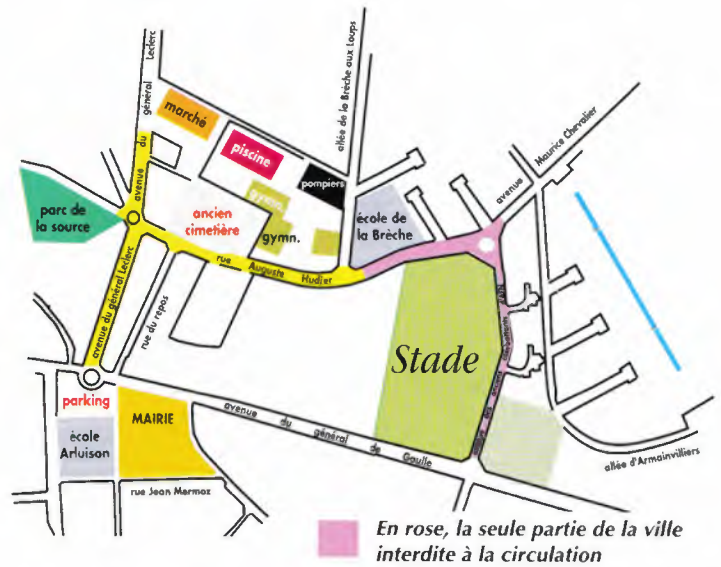 avenue du général Leclerc
allée de la Brèche aux Loups
marché
piscine
pompiers
gymn.
gymn.
avenue Maurice Chevalier
parc de
la source
ancien
cimetière
école de
la Brèche
rue Auguste Hudier
avenue du général Leclerc
rue du repos
Stade
parking
MAIRIE
école
Arluison
avenue du général de Gaulle
allée d'Armainvilliers
rue Jean Mermoz
En rose, la seule partie de la ville
interdite à la circulation